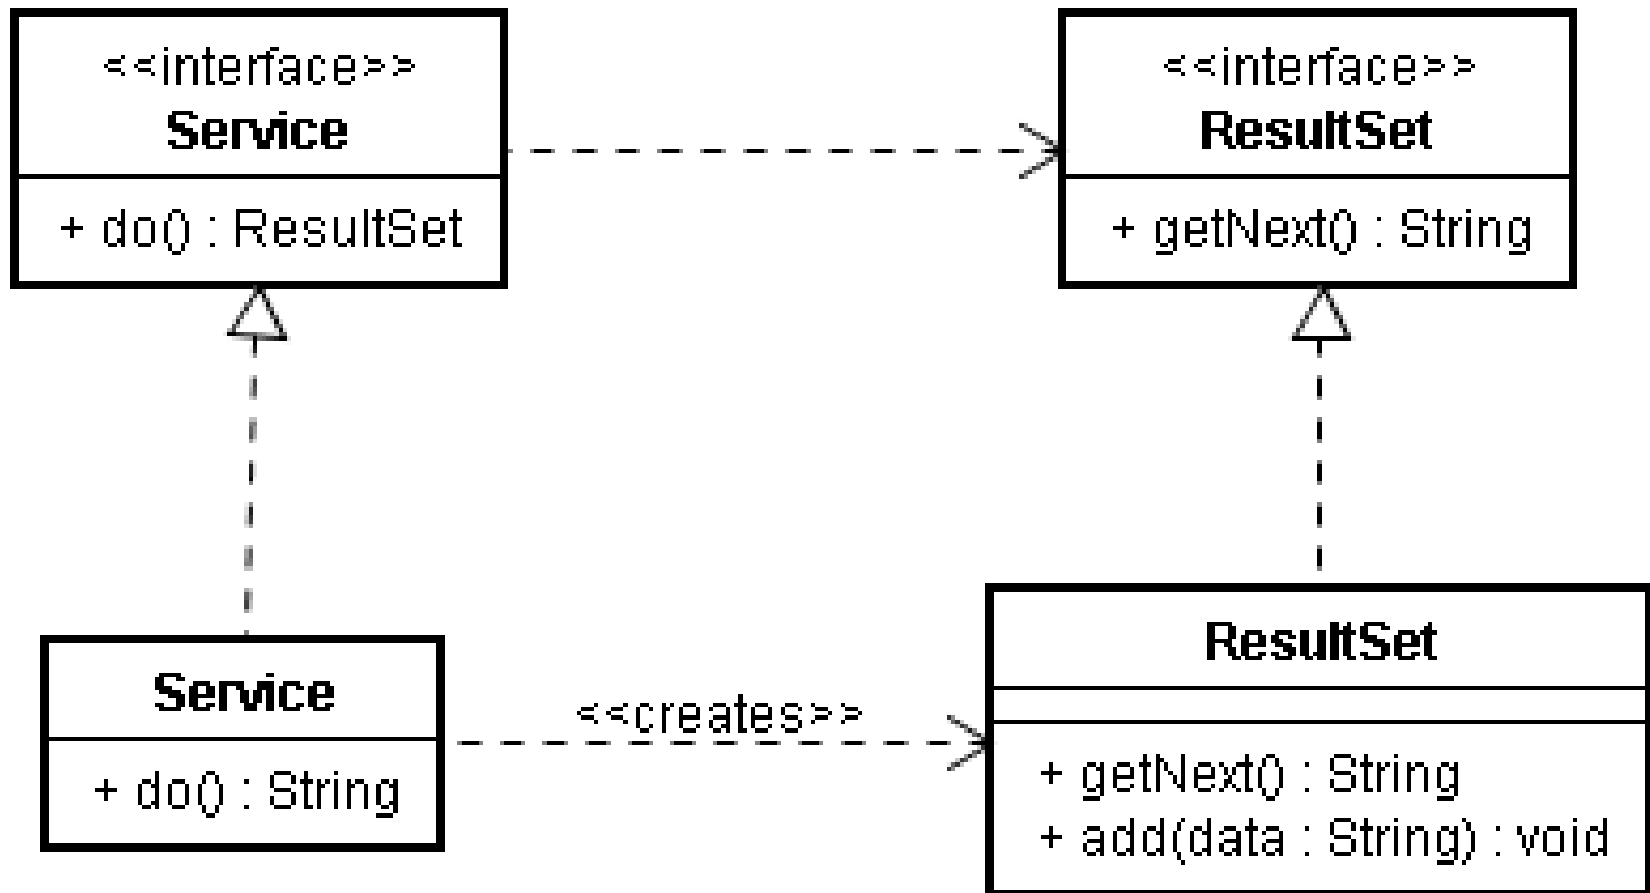 <<interface>>
Service
+ do() : ResultSet
<<interface>>
ResultSet
+ getNext() : String
Service
+ do() : String
<<creates>>
ResultSet
+ getNext() : String
+ add(data : String) : void